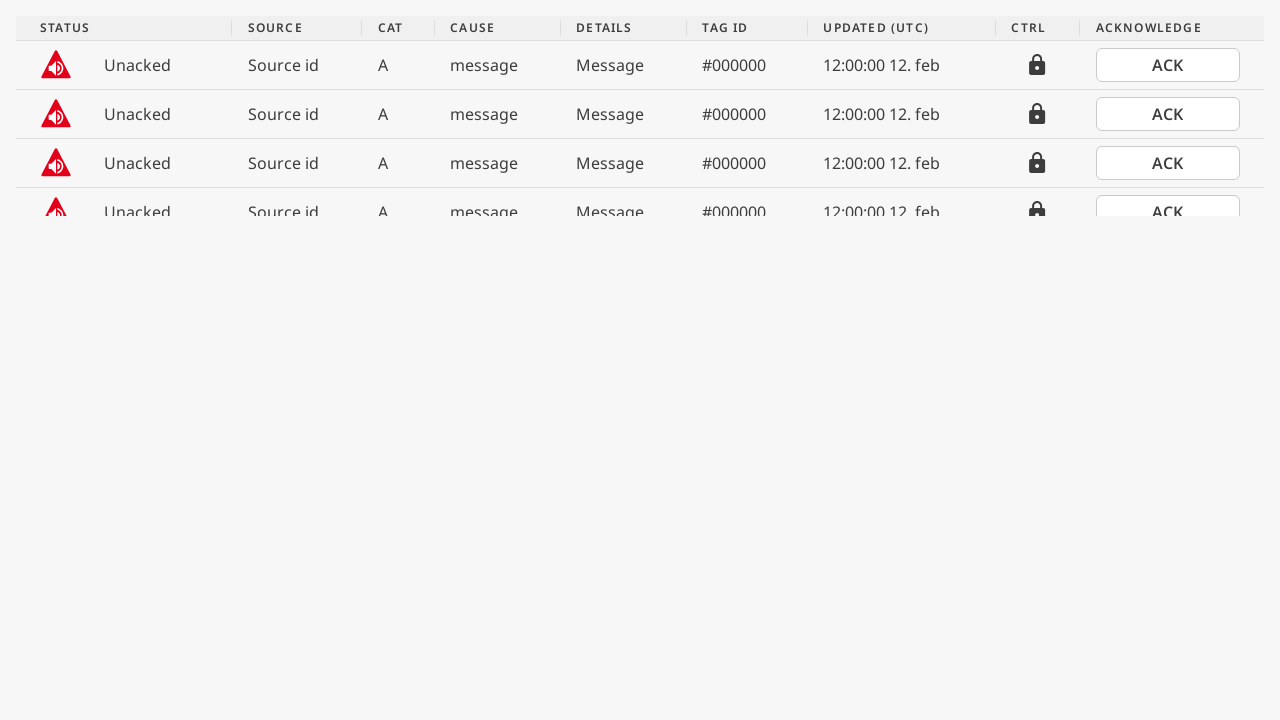 STATUS SOURCE CAT CAUSE DETAILS TAG ID UPDATED (UTC) CTRL ACKNOWLEDGE
Unacked Source id A message Message #000000 12:00:00 12. feb ACK
Unacked Source id A message Message #000000 12:00:00 12. feb ACK
Unacked Source id A message Message #000000 12:00:00 12. feb ACK
Unacked Source id A message Message #000000 12:00:00 12. feb ACK